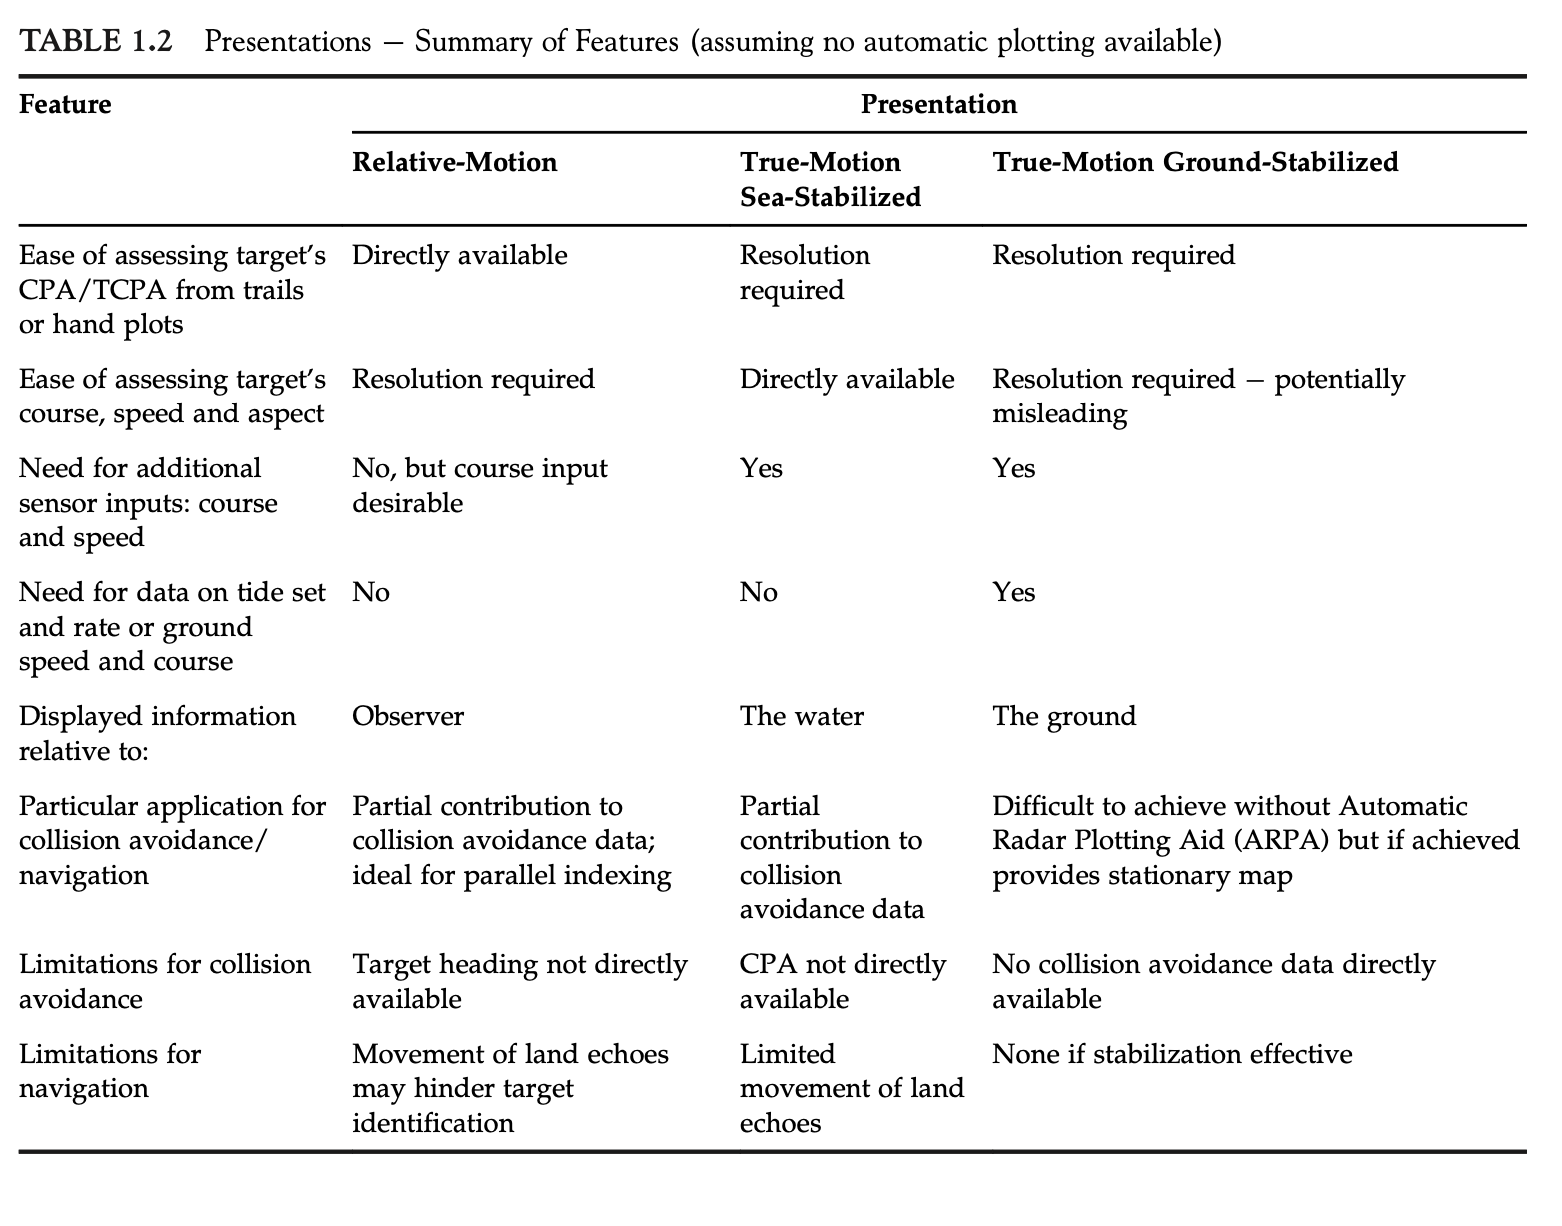 TABLE 1.2 Presentations — Summary of Features (assuming no automatic plotting available)
Feature
Presentation
Relative-Motion
True-Motion
Sea-Stabilized
True-Motion Ground-Stabilized
Ease of assessing target's
CPA/TCPA from trails
or hand plots
Directly available
Resolution
required
Resolution required
Ease of assessing target's
course, speed and aspect
Resolution required
Directly available
Resolution required — potentially
misleading
Need for additional
sensor inputs: course
and speed
No, but course input
desirable
Yes
Yes
Need for data on tide set
and rate or ground
speed and course
No
No
Yes
Displayed information
relative to:
Observer
The water
The ground
Particular application for
collision avoidance/
navigation
Partial contribution to
collision avoidance data;
ideal for parallel indexing
Partial
contribution to
collision
avoidance data
Difficult to achieve without Automatic
Radar Plotting Aid (ARPA) but if achieved
provides stationary map
Limitations for collision
avoidance
Target heading not directly
available
CPA not directly
available
No collision avoidance data directly
available
Limitations for
navigation
Movement of land echoes
may hinder target
identification
Limited
movement of land
echoes
None if stabilization effective